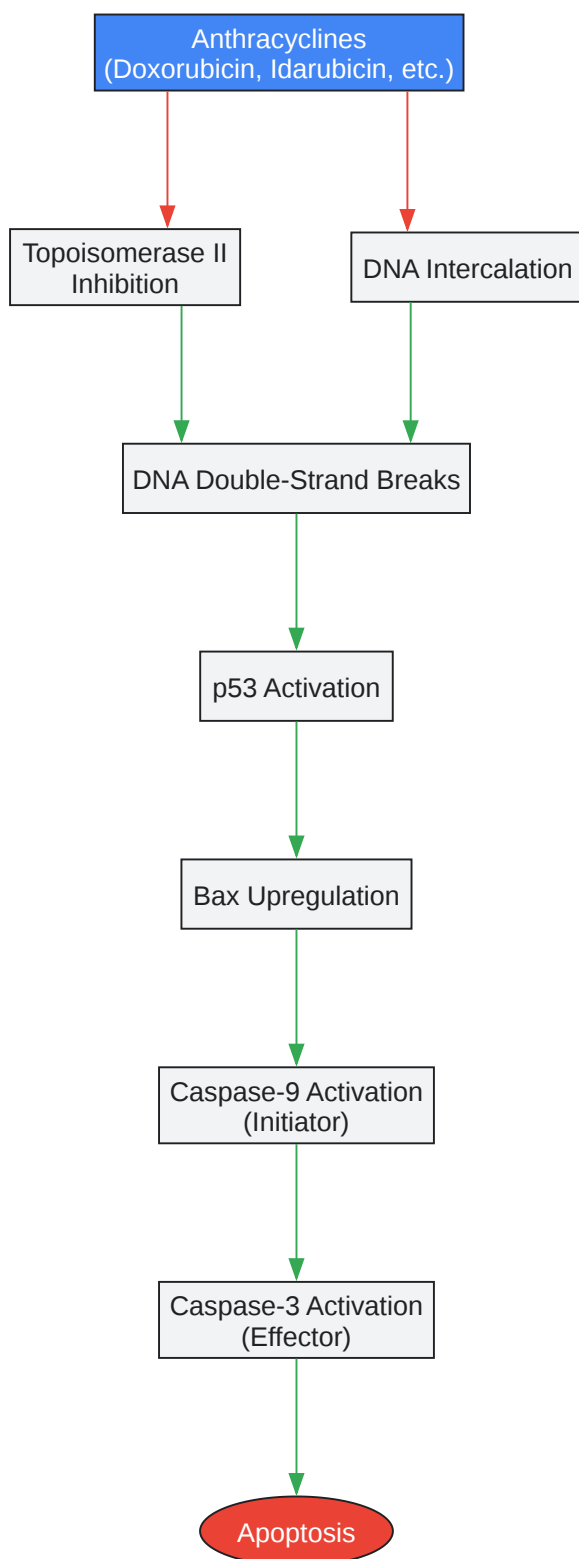 Anthracyclines
(Doxorubicin, Idarubicin, etc.)
Topoisomerase II
Inhibition
DNA Intercalation
DNA Double-Strand Breaks
p53 Activation
Bax Upregulation
Caspase-9 Activation
(Initiator)
Caspase-3 Activation
(Effector)
Apoptosis